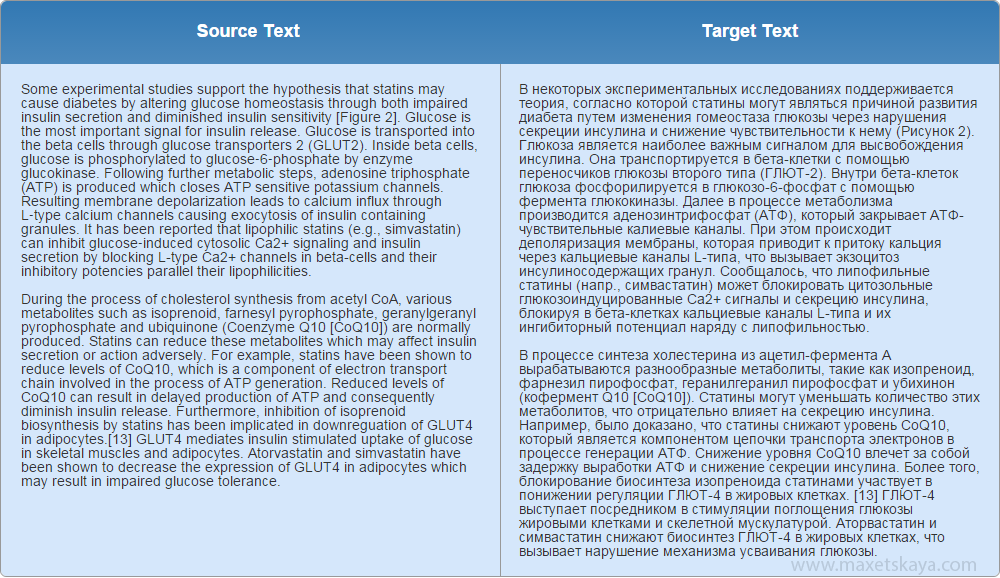 Source Text
Target Text
Some experimental studies support the hypothesis that statins may
cause diabetes by altering glucose homeostasis through both impaired
insulin secretion and diminished insulin sensitivity [Figure 2]. Glucose is
the most important signal for insulin release. Glucose is transported into
the beta cells through glucose transporters 2 (GLUT2). Inside beta cells,
glucose is phosphorylated to glucose-6-phosphate by enzyme
glucokinase. Following further metabolic steps, adenosine triphosphate
(ATP) is produced which closes ATP sensitive potassium channels.
Resulting membrane depolarization leads to calcium influx through
L-type calcium channels causing exocytosis of insulin containing
granules. It has been reported that lipophilic statins (e.g., simvastatin)
can inhibit glucose-induced cytosolic Ca2+ signaling and insulin
secretion by blocking L-type Ca2+ channels in beta-cells and their
inhibitory potencies parallel their lipophilicities.
During the process of cholesterol synthesis from acetyl CoA, various
metabolites such as isoprenoid, farnesyl pyrophosphate, geranylgeranyl
pyrophosphate and ubiquinone (Coenzyme Q10 [CoQ10]) are normally
produced. Statins can reduce these metabolites which may affect insulin
secretion or action adversely. For example, statins have been shown to
reduce levels of CoQ10, which is a component of electron transport
chain involved in the process of ATP generation. Reduced levels of
CoQ10 can result in delayed production of ATP and consequently
diminish insulin release. Furthermore, inhibition of isoprenoid
biosynthesis by statins has been implicated in downreguation of GLUT4
in adipocytes.[13] GLUT4 mediates insulin stimulated uptake of glucose
in skeletal muscles and adipocytes. Atorvastatin and simvastatin have
been shown to decrease the expression of GLUT4 in adipocytes which
may result in impaired glucose tolerance.
В некоторых экспериментальных исследованиях поддерживается
теория, согласно которой статины могут являться причиной развития
диабета путем изменения гомеостаза глюкозы через нарушения
секреции инсулина и снижение чувствительности к нему (Рисунок 2).
Глюкоза является наиболее важным сигналом для высвобождения
инсулина. Она транспортируется в бета-клетки с помощью
переносчиков глюкозы второго типа (ГЛЮТ-2). Внутри бета-клеток
глюкоза фосфорилируется в глюкозо-6-фосфат с помощью
фермента глюкокиназы. Далее в процессе метаболизма
производится аденозинтрифосфат (АТФ), который закрывает АТФ-
чувствительные калиевые каналы. При этом происходит
деполяризация мембраны, которая приводит к притоку кальция
через кальциевые каналы L-типа, что вызывает экзоцитоз
инсулиносодержащих гранул. Сообщалось, что липофильные
статины (напр., симвастатин) может блокировать цитозольные
глюкозоиндуцированные Ca2+ сигналы и секрецию инсулина,
блокируя в бета-клетках кальциевые каналы L-типа и их
ингибиторный потенциал наряду с липофильностью.
В процессе синтеза холестерина из ацетил-фермента А
вырабатываются разнообразные метаболиты, такие как изопреноид,
фарнезил пирофосфат, геранилгеранил пирофосфат и убихинон
(кофермент Q10 [CoQ10]). Статины могут уменьшать количество этих
метаболитов, что отрицательно влияет на секрецию инсулина.
Например, было доказано, что статины снижают уровень CoQ10,
который является компонентом цепочки транспорта электронов в
процессе генерации АТФ. Снижение уровня CoQ10 влечет за собой
задержку выработки АТФ и снижение секреции инсулина. Более того,
блокирование биосинтеза изопреноида статинами участвует в
понижении регуляции ГЛЮТ-4 в жировых клетках. [13] ГЛЮТ-4
выступает посредником в стимуляции поглощения глюкозы
жировыми клетками и скелетной мускулатурой. Аторвастатин и
симвастатин снижают биосинтез ГЛЮТ-4 в жировых клетках, что
вызывает нарушение механизма усваивания глюкозы.
www.maxetskaya.com